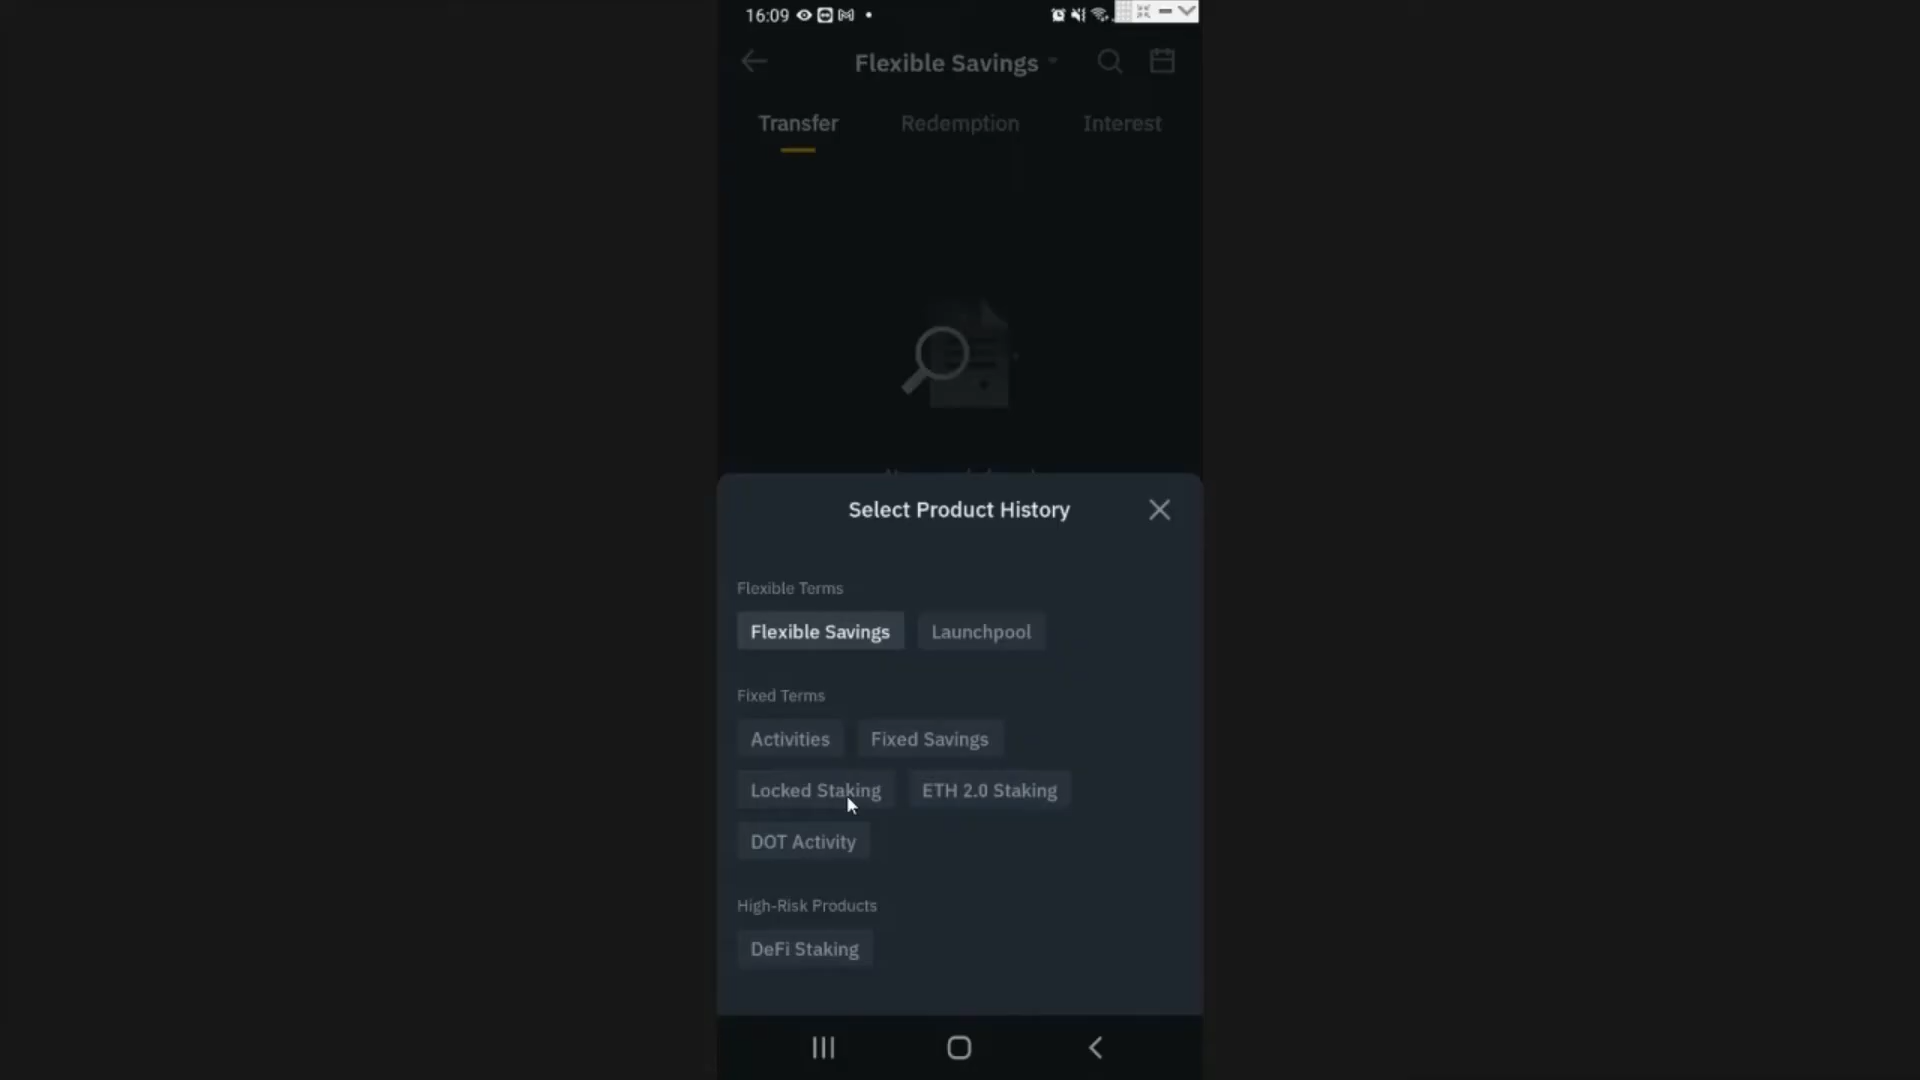 16:09
Flexible Savings
Transfer Redemption Interest
Select Product History
Flexible Terms
Flexible Savings Launchpool
Fixed Terms
Activities Fixed Savings
Locked Staking ETH 2.0 Staking
DOT Activity
High-Risk Products
DeFi Staking